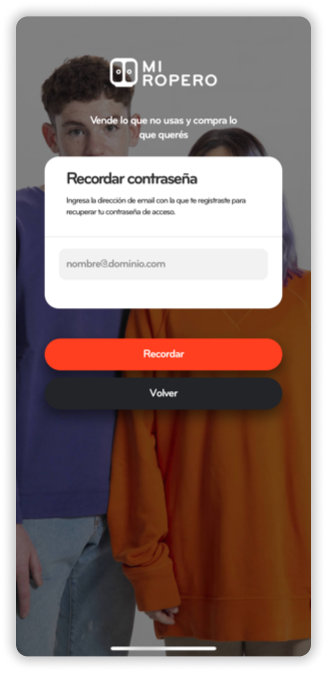 MI
ROPERO
Vende lo que no usas y compra lo
que querés
Recordar contraseña
Ingresa la dirección de email con la que te registraste para
recuperar tu contraseña de acceso.
nombre@dominio.com
Recordar
Volver